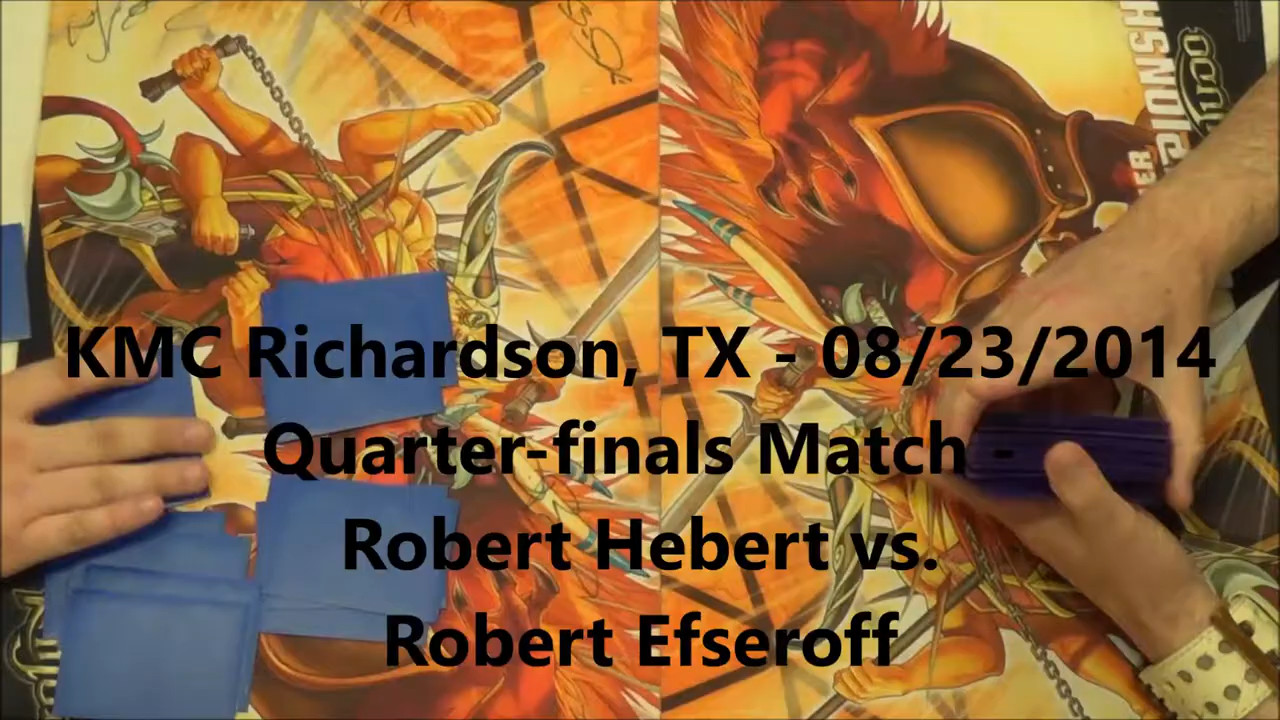 KMC Richardson, TX - 08/23/2014
Quarter-finals Match -
Robert Hebert vs.
Robert Efseroff